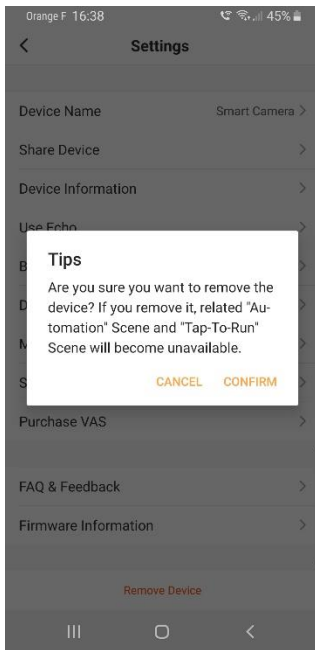 Orange F 16:38 45%
Settings
Device Name Smart Camera
Share Device
Device Information
Use Echo
Tips
Are you sure you want to remove the
device? If you remove it, related "Au-
tomation" Scene and "Tap-To-Run"
Scene will become unavailable.
CANCEL CONFIRM
Purchase VAS
FAQ & Feedback
Firmware Information
Remove Device